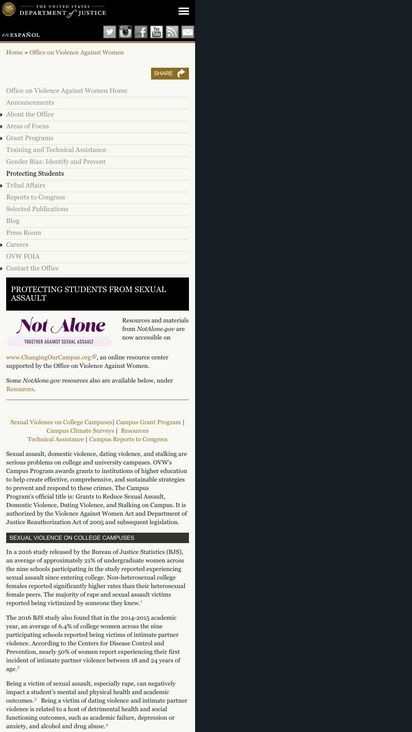 THE UNITED STATES
DEPARTMENT of JUSTICE
en ESPAÑOL
Home » Office on Violence Against Women
SHARE
Office on Violence Against Women Home
Announcements
About the Office
Areas of Focus
Grant Programs
Training and Technical Assistance
Gender Bias: Identify and Prevent
Protecting Students
Tribal Affairs
Reports to Congress
Selected Publications
Blog
Press Room
Careers
OVW FOIA
Contact the Office
PROTECTING STUDENTS FROM SEXUAL
ASSAULT
Not Alone
TOGETHER AGAINST SEXUAL ASSAULT
Resources and materials
from NotAlone.gov are
now accessible on
www.ChangingOurCampus.org, an online resource center
supported by the Office on Violence Against Women.
Some NotAlone.gov resources also are available below, under
Resources.
Sexual Violence on College Campuses| Campus Grant Program |
Campus Climate Surveys | Resources
Technical Assistance | Campus Reports to Congress
Sexual assault, domestic violence, dating violence, and stalking are
serious problems on college and university campuses. OVW's
Campus Program awards grants to institutions of higher education
to help create effective, comprehensive, and sustainable strategies
to prevent and respond to these crimes. The Campus
Program's official title is: Grants to Reduce Sexual Assault,
Domestic Violence, Dating Violence, and Stalking on Campus. It is
authorized by the Violence Against Women Act and Department of
Justice Reauthorization Act of 2005 and subsequent legislation.
SEXUAL VIOLENCE ON COLLEGE CAMPUSES
In a 2016 study released by the Bureau of Justice Statistics (BJS),
an average of approximately 21% of undergraduate women across
the nine schools participating in the study reported experiencing
sexual assault since entering college. Non-heterosexual college
females reported significantly higher rates than their heterosexual
female peers. The majority of rape and sexual assault victims
reported being victimized by someone they knew.1
The 2016 BJS study also found that in the 2014-2015 academic
year, an average of 6.4% of college women across the nine
participating schools reported being victims of intimate partner
violence. According to the Centers for Disease Control and
Prevention, nearly 50% of women report experiencing their first
incident of intimate partner violence between 18 and 24 years of
age.2
Being a victim of sexual assault, especially rape, can negatively
impact a student's mental and physical health and academic
outcomes.3 Being a victim of dating violence and intimate partner
violence is related to a host of detrimental health and social
functioning outcomes, such as academic failure, depression or
anxiety, and alcohol and drug abuse.4